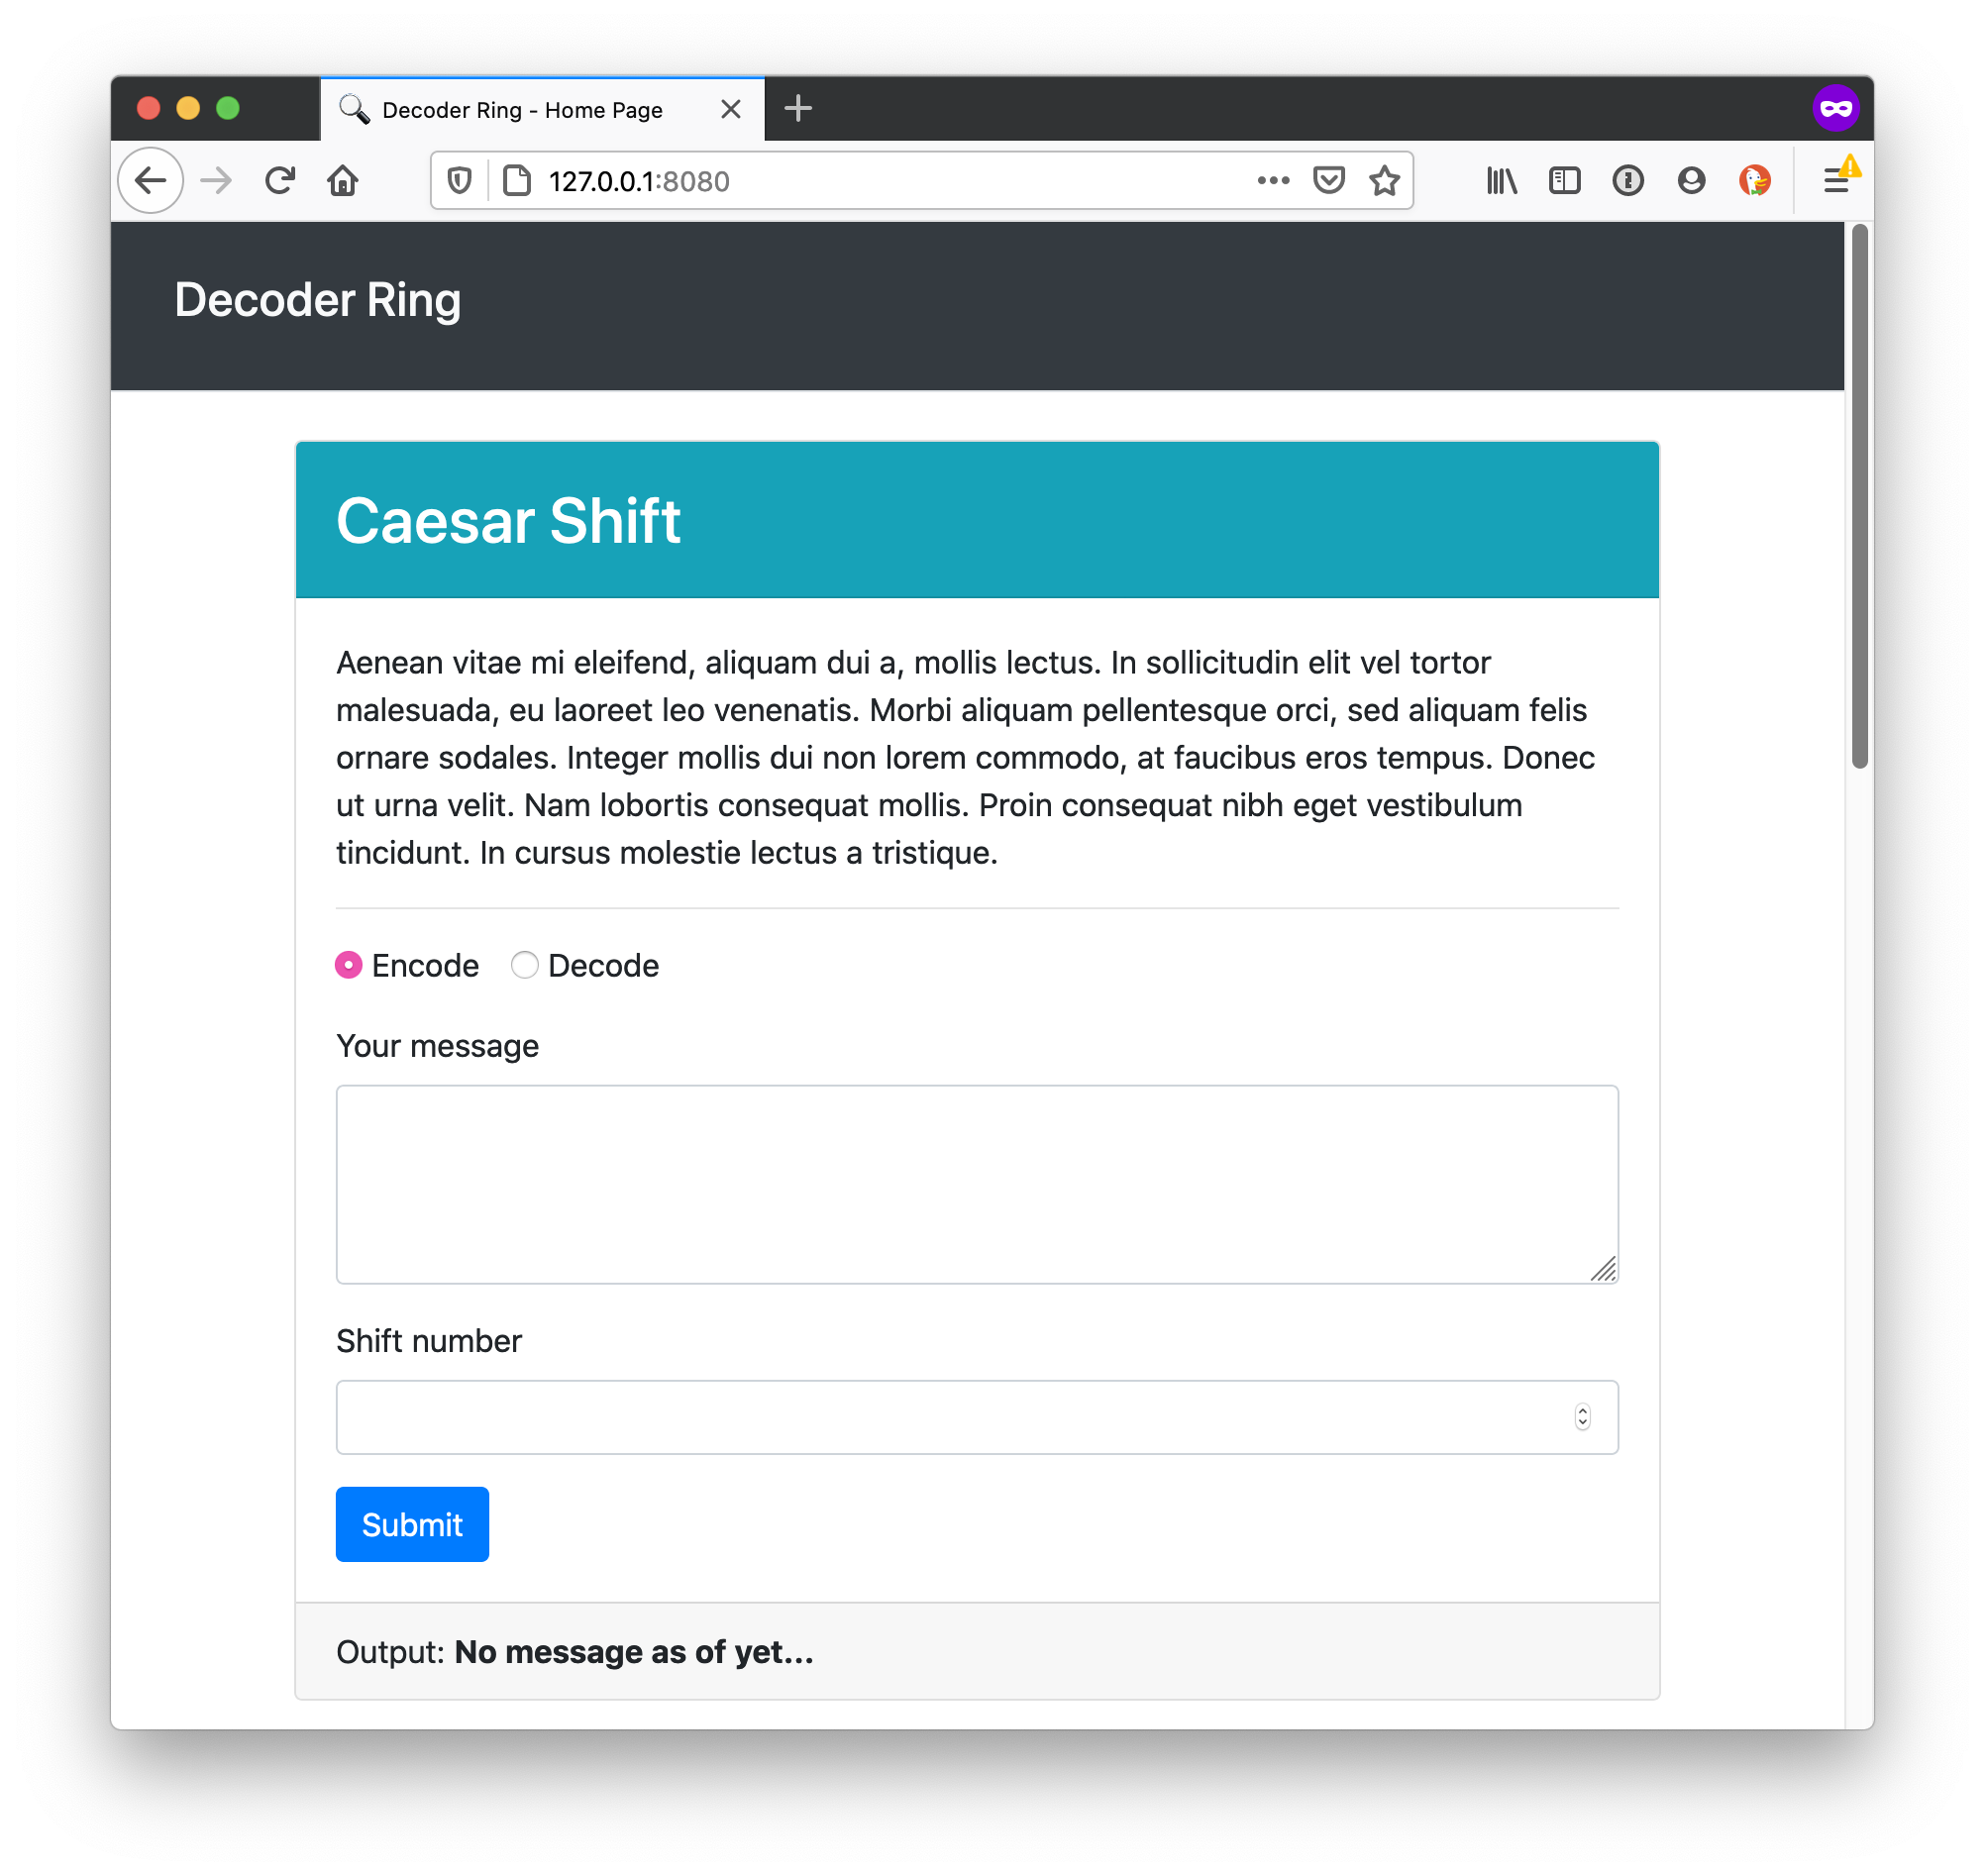 Decoder Ring - Home Page
127.0.0.1:8080
Decoder Ring
Caesar Shift
Aenean vitae mi eleifend, aliquam dui a, mollis lectus. In sollicitudin elit vel tortor
malesuada, eu laoreet leo venenatis. Morbi aliquam pellentesque orci, sed aliquam felis
ornare sodales. Integer mollis dui non lorem commodo, at faucibus eros tempus. Donec
ut urna velit. Nam lobortis consequat mollis. Proin consequat nibh eget vestibulum
tincidunt. In cursus molestie lectus a tristique.
Encode Decode
Your message
Shift number
Submit
Output: No message as of yet...